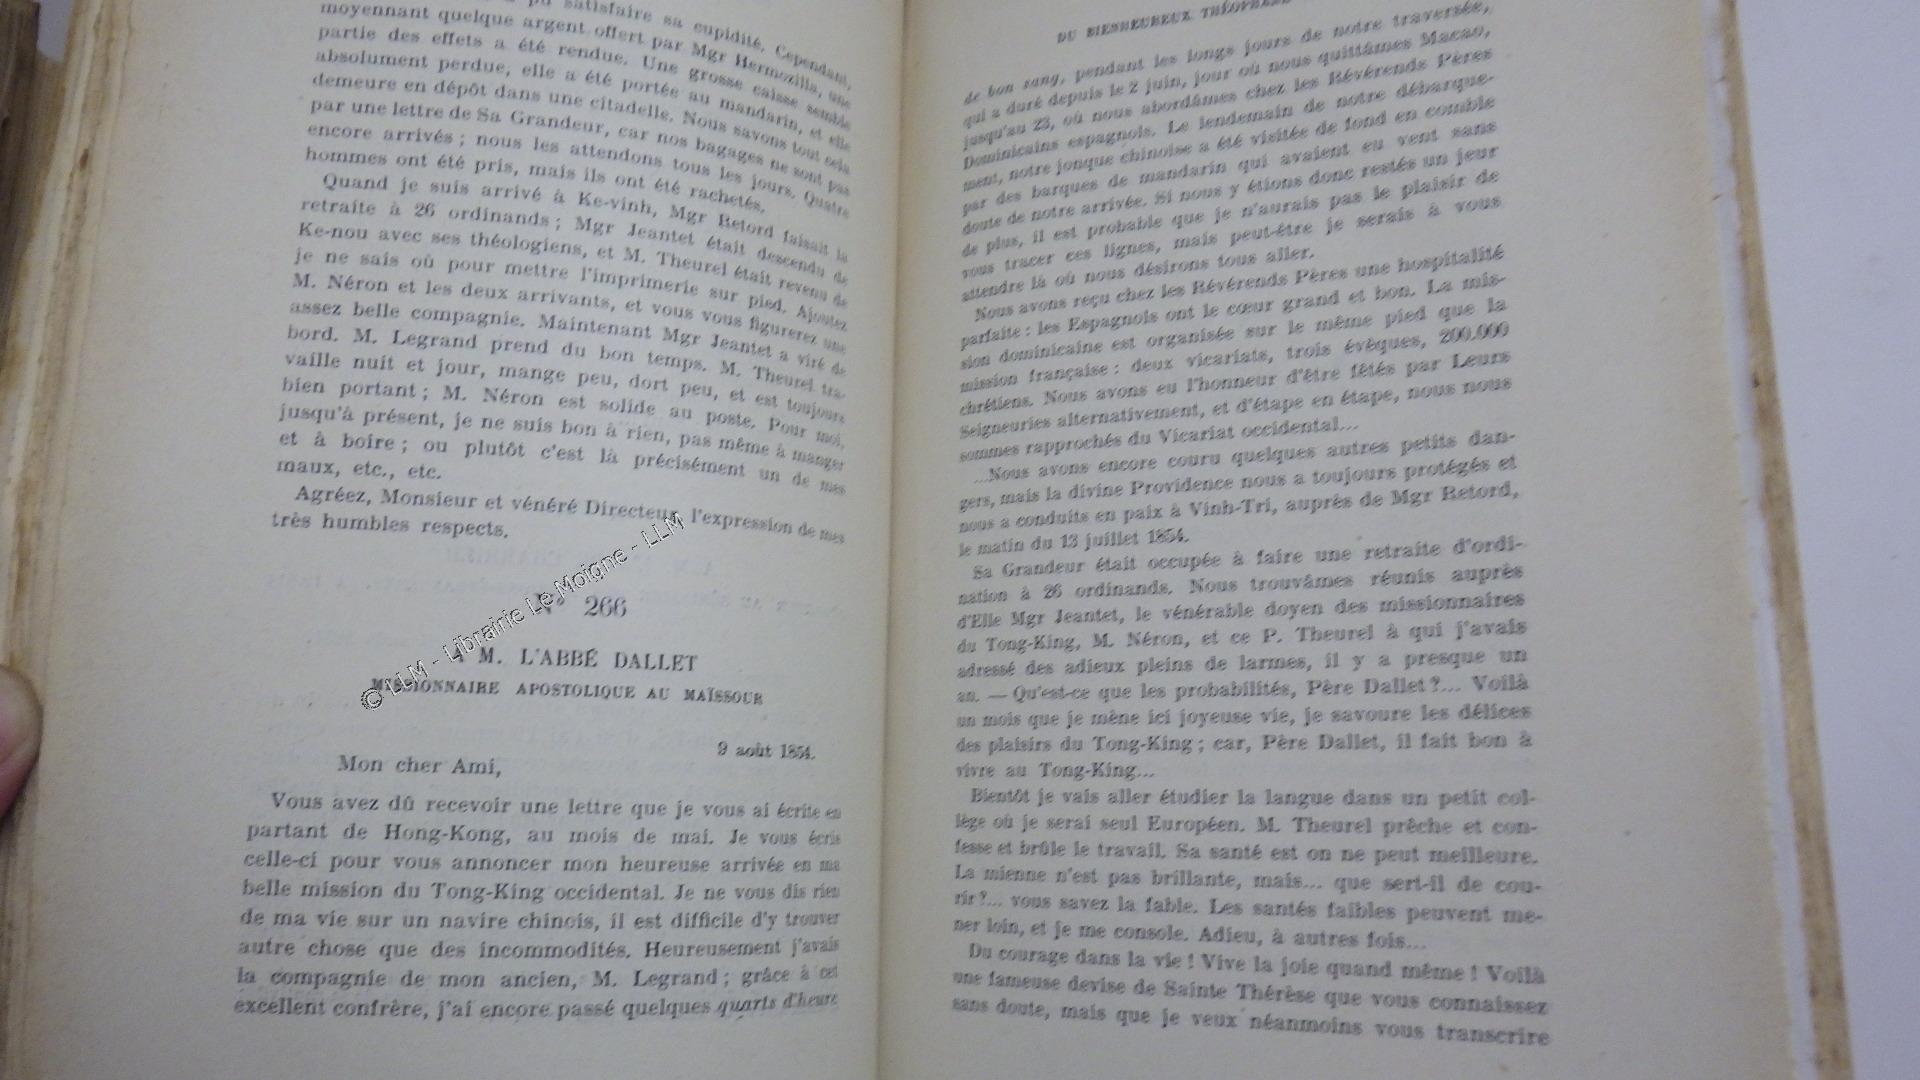 pu satisfaire sa cupidité. Cependant,
moyennant quelque argent offert par Mgr Hermozilla, une
partie des effets a été rendue. Une grosse caisse semble
absolument perdue, elle a été portée au mandarin, et elle
demeure en dépôt dans une citadelle. Nous savons tout cela
par une lettre de Sa Grandeur, car nos bagages ne sont pas
encore arrivés ; nous les attendons tous les jours. Quatre
hommes ont été pris, mais ils ont été rachetés.
Quand je suis arrivé à Ke-vinh, Mgr Retord faisait la
retraite à 26 ordinands ; Mgr Jeantet était descendu de
Ke-nou avec ses théologiens, et M. Theurel était revenu de
je ne sais où pour mettre l'imprimerie sur pied. Ajoutez
M. Néron et les deux arrivants, et vous vous figurerez une
assez belle compagnie. Maintenant Mgr Jeantet a viré de
bord. M. Legrand prend du bon temps. M. Theurel tra-
vaille nuit et jour, mange peu, dort peu, et est toujours
bien portant ; M. Néron est solide au poste. Pour moi,
jusqu'à présent, je ne suis bon à rien, pas même à manger
et à boire ; ou plutôt c'est là précisément un de mes
maux, etc., etc.
Agréez, Monsieur et vénéré Directeur, l'expression de mes
très humbles respects.
© LLM - Librairie Le Moigne - LLM
N° 266
A M. L'ABBÉ DALLET
MISSIONNAIRE APOSTOLIQUE AU MAÏSSOUR
9 août 1854.
Mon cher Ami,
Vous avez dû recevoir une lettre que je vous ai écrite en
partant de Hong-Kong, au mois de mai. Je vous écris
celle-ci pour vous annoncer mon heureuse arrivée en ma
belle mission du Tong-King occidental. Je ne vous dis rien
de ma vie sur un navire chinois, il est difficile d'y trouver
autre chose que des incommodités. Heureusement j'avais
la compagnie de mon ancien, M. Legrand ; grâce à cet
excellent confrère, j'ai encore passé quelques quarts d'heure
DU BIENHEUREUX THÉOPHANE
de bon sang, pendant les longs jours de notre traversée,
qui a duré depuis le 2 juin, jour où nous quittâmes Macao,
jusqu'au 23, où nous abordâmes chez les Révérends Pères
Dominicains espagnols. Le lendemain de notre débarque-
ment, notre jonque chinoise a été visitée de fond en comble
par des barques de mandarin qui avaient eu vent sans
doute de notre arrivée. Si nous y étions donc restés un jour
de plus, il est probable que je n'aurais pas le plaisir de
vous tracer ces lignes, mais peut-être je serais à vous
attendre là où nous désirons tous aller.
Nous avons reçu chez les Révérends Pères une hospitalité
parfaite : les Espagnols ont le cœur grand et bon. La mis-
sion dominicaine est organisée sur le même pied que la
mission française : deux vicariats, trois évêques, 200.000
chrétiens. Nous avons eu l'honneur d'être fêtés par Leurs
Seigneuries alternativement, et d'étape en étape, nous nous
sommes rapprochés du Vicariat occidental...
...Nous avons encore couru quelques autres petits dan-
gers, mais la divine Providence nous a toujours protégés et
nous a conduits en paix à Vinh-Tri, auprès de Mgr Retord,
le matin du 13 juillet 1854.
Sa Grandeur était occupée à faire une retraite d'ordi-
nation à 26 ordinands. Nous trouvâmes réunis auprès
d'Elle Mgr Jeantet, le vénérable doyen des missionnaires
du Tong-King, M. Néron, et ce P. Theurel à qui j'avais
adressé des adieux pleins de larmes, il y a presque un
an. — Qu'est-ce que les probabilités, Père Dallet ?... Voilà
un mois que je mène ici joyeuse vie, je savoure les délices
des plaisirs du Tong-King ; car, Père Dallet, il fait bon à
vivre au Tong-King...
Bientôt je vais aller étudier la langue dans un petit col-
lège où je serai seul Européen. M. Theurel prêche et con-
fesse et brûle le travail. Sa santé est on ne peut meilleure.
La mienne n'est pas brillante, mais... que sert-il de cou-
rir ?... vous savez la fable. Les santés faibles peuvent me-
ner loin, et je me console. Adieu, à autres fois...
Du courage dans la vie ! Vive la joie quand même ! Voilà
une fameuse devise de Sainte Thérèse que vous connaissez
sans doute, mais que je veux néanmoins vous transcrire